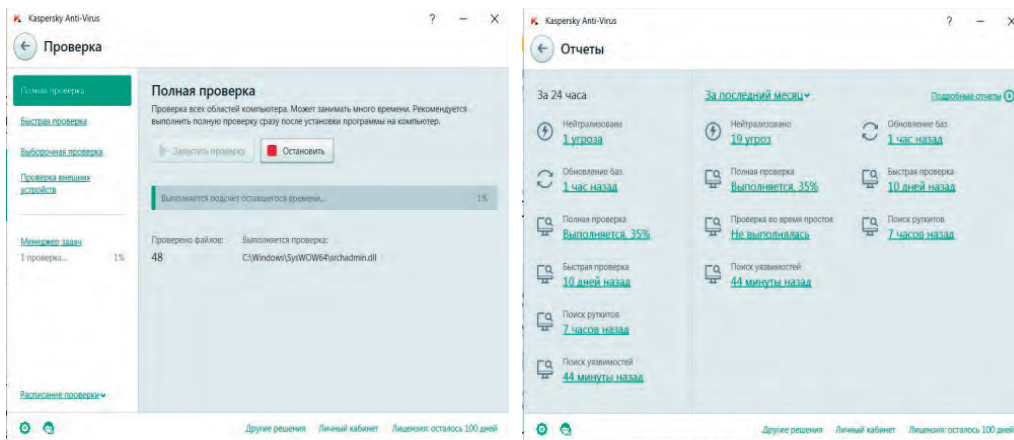 Kaspersky Anti-Virus
? – X
Проверка
Полная проверка
Быстрая проверка
Выборочная проверка
Проверка внешних
устройств
Менеджер задач
1 проверка... 1%
Расписание проверки
Полная проверка
Проверка всех областей компьютера. Может занимать много времени. Рекомендуется
выполнить полную проверку сразу после установки программы на компьютер.
Запустить проверку
Остановить
Выполняется подсчет оставшегося времени... 1%
Проверено файлов: Выполняется проверка:
48 C:\Windows\SysWOW64\srchadmin.dll
Другие решения Личный кабинет Лицензия: осталось 100 дней
Kaspersky Anti-Virus
? – X
Отчеты
За 24 часа
Нейтрализована
1 угроза
Обновление баз
1 час назад
Полная проверка
Выполняется, 35%
Быстрая проверка
10 дней назад
Поиск руткитов
7 часов назад
Поиск уязвимостей
44 минуты назад
За последний месяц
Подробные отчеты
Нейтрализовано
19 угроз
Полная проверка
Выполняется, 35%
Проверка во время простоя
Не выполнялась
Поиск уязвимостей
44 минуты назад
Обновление баз
1 час назад
Быстрая проверка
10 дней назад
Поиск руткитов
7 часов назад
Другие решения Личный кабинет Лицензия: осталось 100 дней